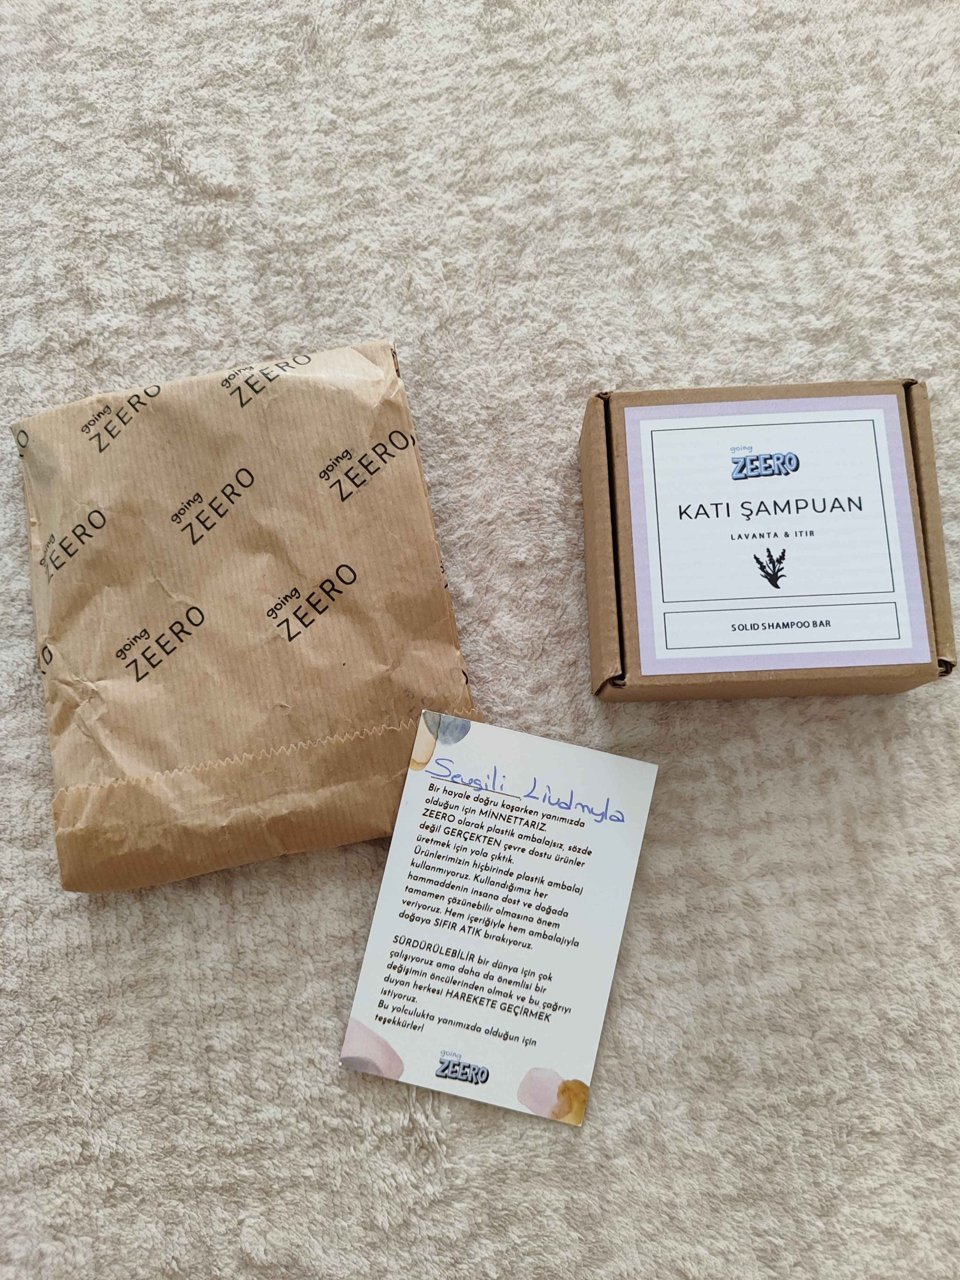 going
ZEERO
going
ZEERO
going
ZEERO
going
ZEERO
going
ZEERO
going
ZEERO
going
ZEERO
going
ZEERO
KATI ŞAMPUAN
LAVANTA & ITIR
SOLID SHAMPOO BAR
Sevgili Liudmyla
Bir hayale doğru koşarken yanımızda
olduğun için MİNNETTARIZ.
ZEERO olarak plastik ambalajsız, sözde
değil GERÇEKTEN çevre dostu ürünler
üretmek için yola çıktık.
Ürünlerimizin hiçbirinde plastik ambalaj
kullanmıyoruz. Kullandığımız her
hammaddenin insana dost ve doğada
tamamen çözünebilir olmasına önem
veriyoruz. Hem içeriğiyle hem ambalajıyla
doğaya SIFIR ATIK bırakıyoruz.
SÜRDÜRÜLEBİLİR bir dünya için çok
çalışıyoruz ama daha da önemlisi bir
değişimin öncülerinden olmak ve bu çağrıyı
duyan herkesi HAREKETE GEÇİRMEK
istiyoruz.
Bu yolculukta yanımızda olduğun için
teşekkürler!
going
ZEERO